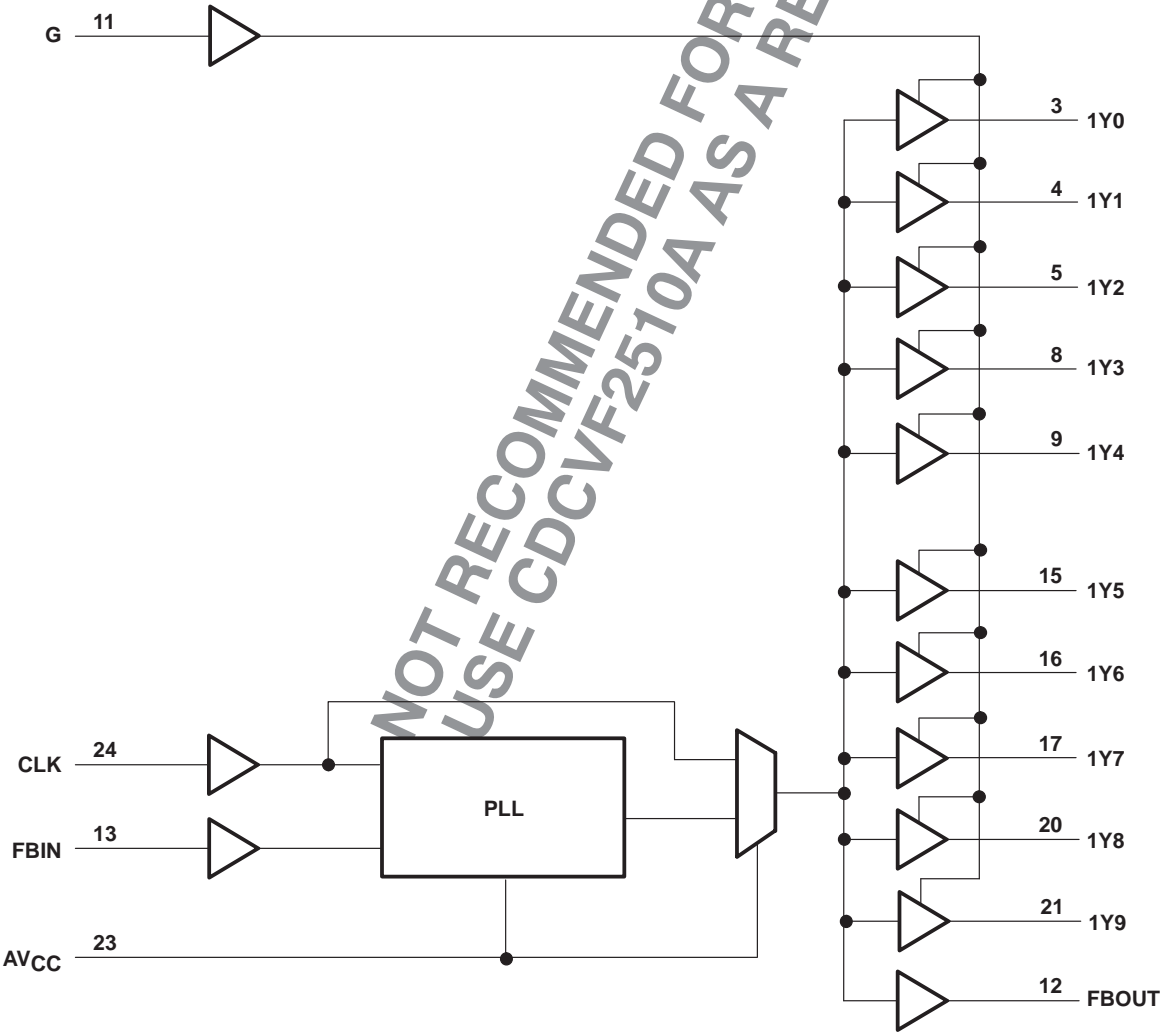 G 11
3 1Y0
4 1Y1
5 1Y2
8 1Y3
9 1Y4
15 1Y5
16 1Y6
17 1Y7
20 1Y8
21 1Y9
12 FBOUT
CLK 24
FBIN 13
AVCC 23
PLL
NOT RECOMMENDED FOR
USE CDCVF2510A AS A RE